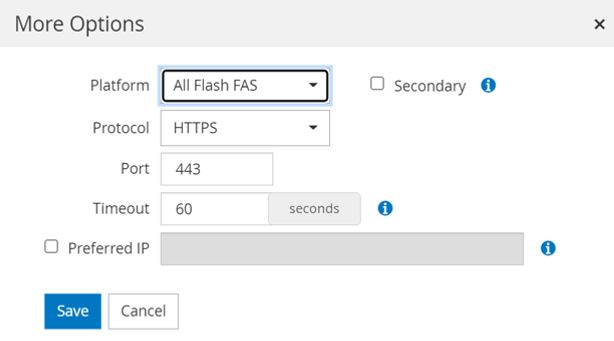 More Options ×
Platform All Flash FAS Secondary
Protocol HTTPS
Port 443
Timeout 60 seconds
Preferred IP
Save Cancel